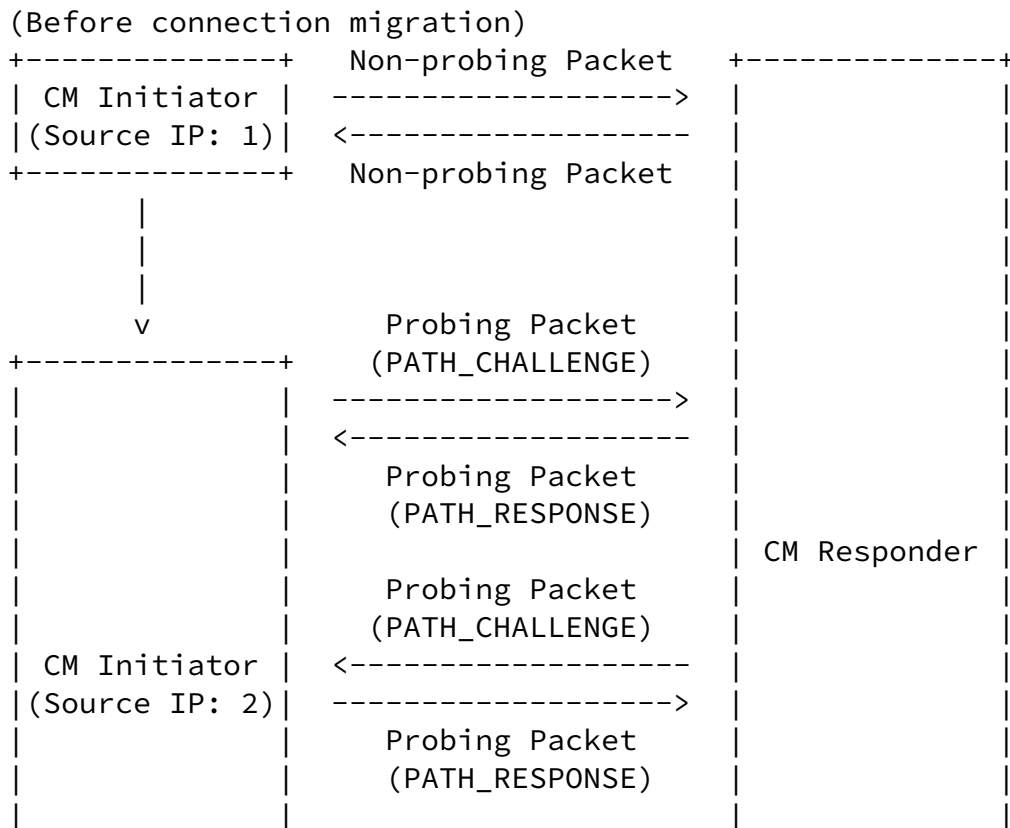 (Before connection migration)
+--------------+   Non-probing Packet   +--------------+
| CM Initiator |  ------------------->  |              |
|(Source IP: 1)|  <-------------------  |              |
+--------------+   Non-probing Packet   |              |
       |                                |              |
       |                                |              |
       |                                |              |
       v             Probing Packet     |              |
+--------------+    (PATH_CHALLENGE)    |              |
|              |  ------------------->  |              |
|              |  <-------------------  |              |
|              |     Probing Packet     |              |
|              |     (PATH_RESPONSE)    |              |
|              |                        | CM Responder |
|              |     Probing Packet     |              |
|              |    (PATH_CHALLENGE)    |              |
| CM Initiator |  <-------------------  |              |
|(Source IP: 2)|  ------------------->  |              |
|              |     Probing Packet     |              |
|              |     (PATH_RESPONSE)    |              |
|              |                        |              |